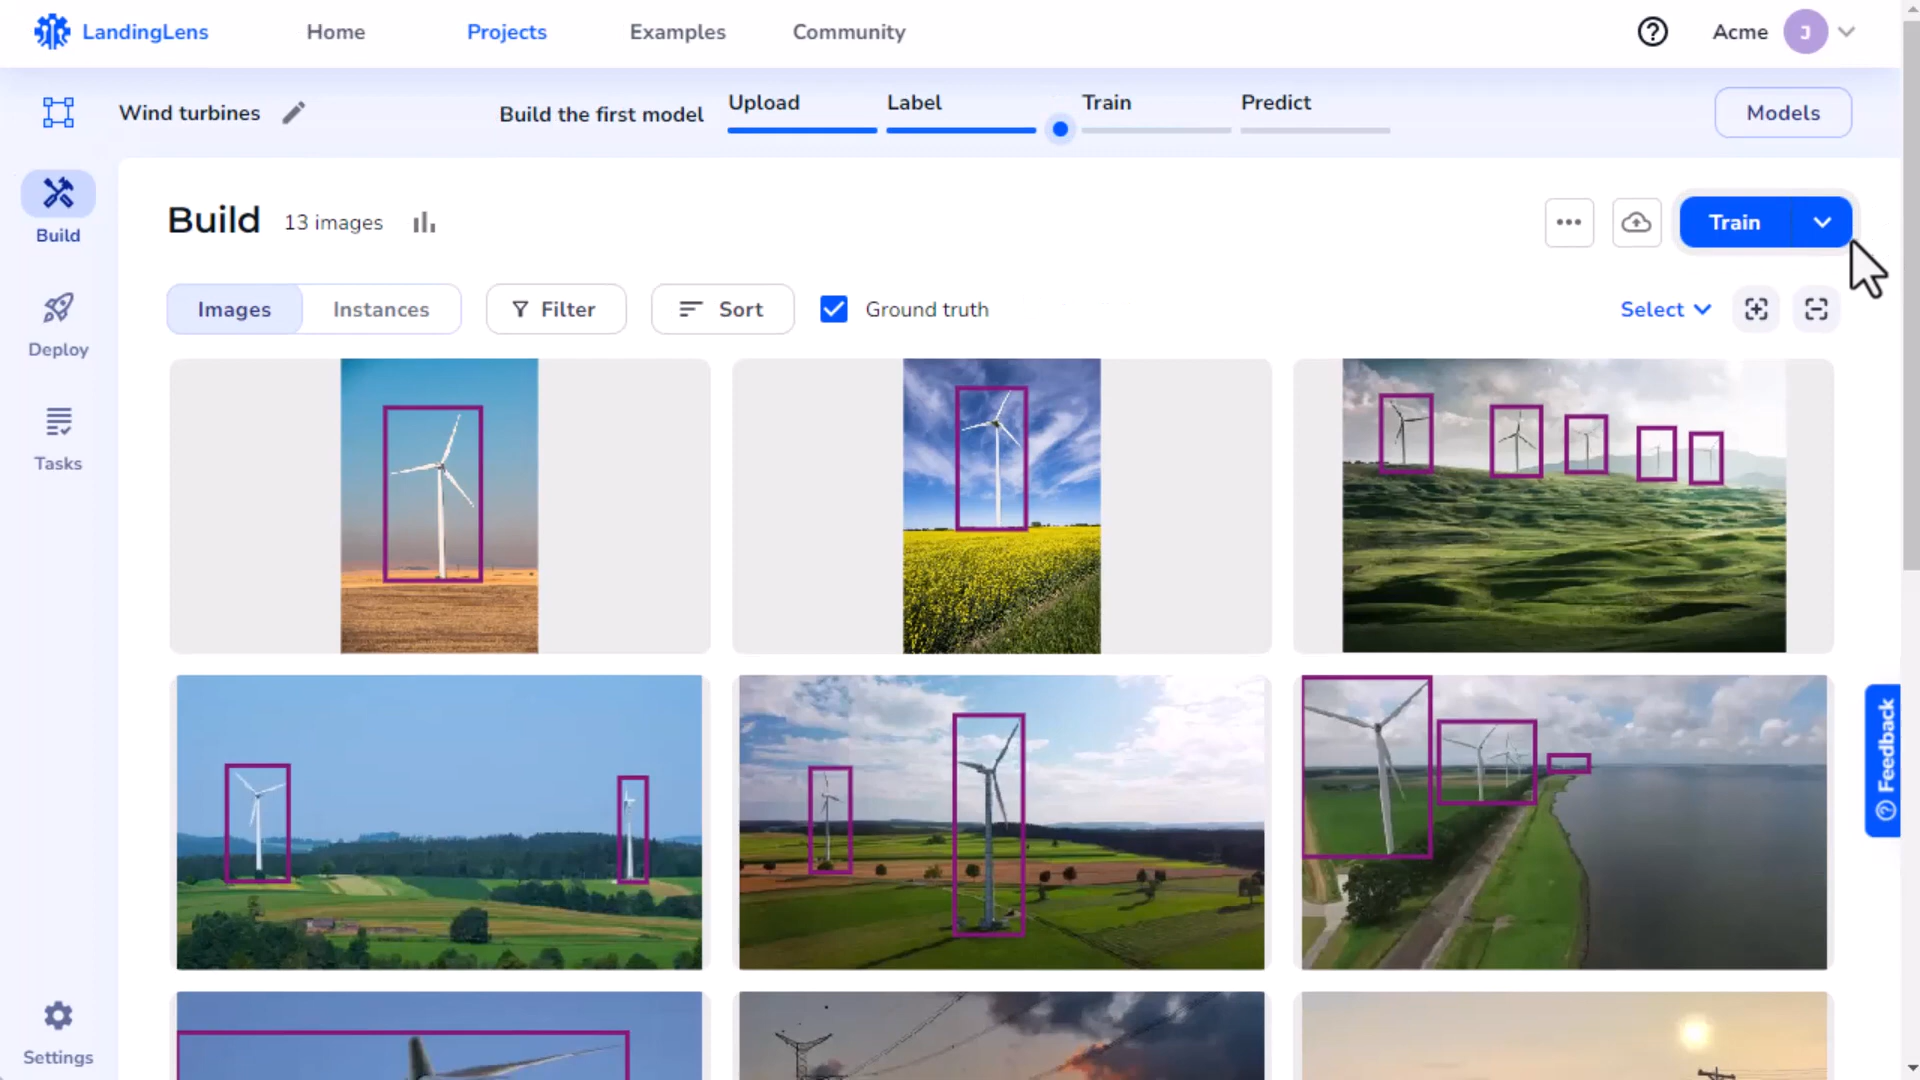 LandingLens
Home
Projects
Examples
Community
Acme
J
Wind turbines
Build the first model
Upload
Label
Train
Predict
Models
Build
Deploy
Tasks
Settings
Build
13 images
Train
Images
Instances
Filter
Sort
Ground truth
Select
Feedback